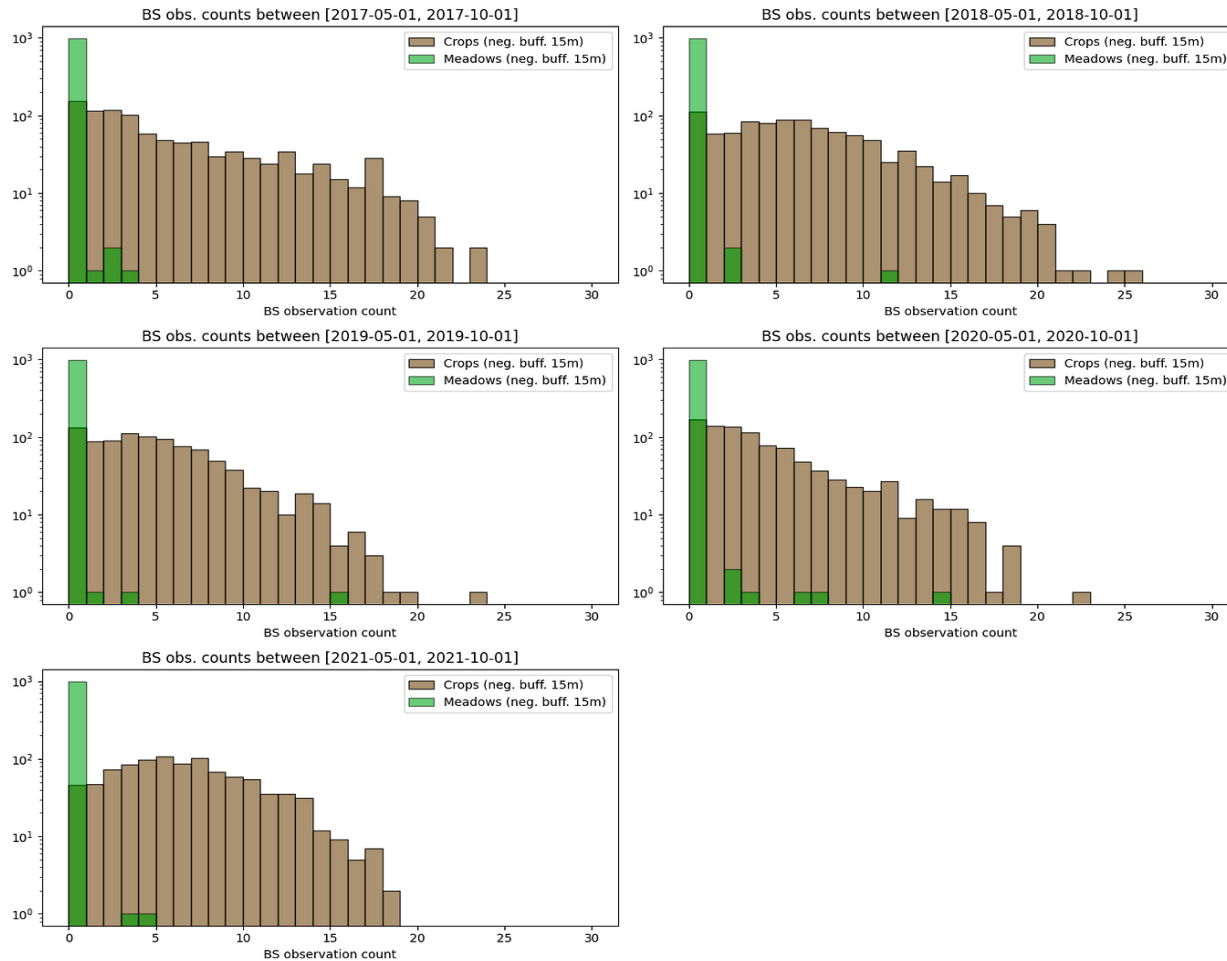 BS obs. counts between [2017-05-01, 2017-10-01]
10³
10²
10¹
10⁰
Crops (neg. buff. 15m)
Meadows (neg. buff. 15m)
0 5 10 15 20 25 30
BS observation count
BS obs. counts between [2018-05-01, 2018-10-01]
10³
10²
10¹
10⁰
Crops (neg. buff. 15m)
Meadows (neg. buff. 15m)
0 5 10 15 20 25 30
BS observation count
BS obs. counts between [2019-05-01, 2019-10-01]
10³
10²
10¹
10⁰
Crops (neg. buff. 15m)
Meadows (neg. buff. 15m)
0 5 10 15 20 25 30
BS observation count
BS obs. counts between [2020-05-01, 2020-10-01]
10³
10²
10¹
10⁰
Crops (neg. buff. 15m)
Meadows (neg. buff. 15m)
0 5 10 15 20 25 30
BS observation count
BS obs. counts between [2021-05-01, 2021-10-01]
10³
10²
10¹
10⁰
Crops (neg. buff. 15m)
Meadows (neg. buff. 15m)
0 5 10 15 20 25 30
BS observation count